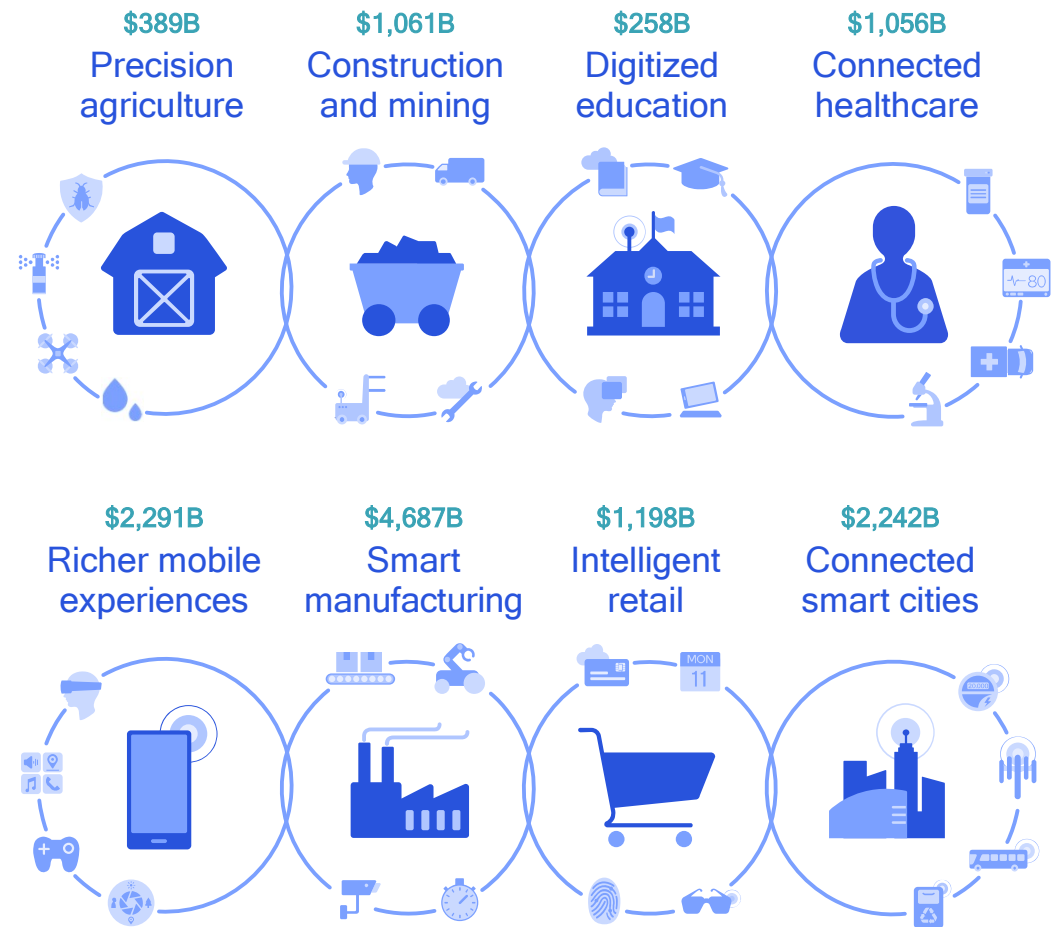 $389B
Precision
agriculture
$1,061B
Construction
and mining
$258B
Digitized
education
$1,056B
Connected
healthcare
80
$2,291B
Richer mobile
experiences
$4,687B
Smart
manufacturing
$1,198B
Intelligent
retail
$2,242B
Connected
smart cities
MON
11